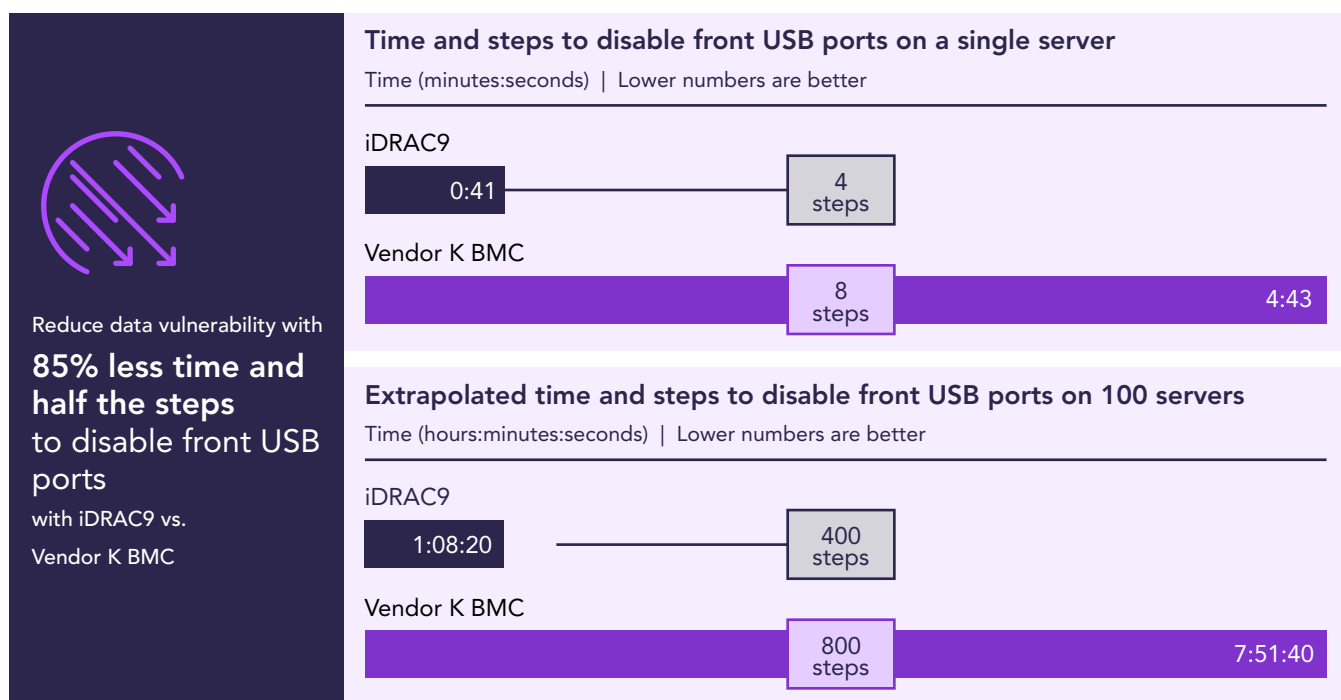 Reduce data vulnerability with
85% less time and
half the steps
to disable front USB
ports
with iDRAC9 vs.
Vendor K BMC
Time and steps to disable front USB ports on a single server
Time (minutes:seconds) | Lower numbers are better
iDRAC9
0:41
4
steps
Vendor K BMC
8
steps
4:43
Extrapolated time and steps to disable front USB ports on 100 servers
Time (hours:minutes:seconds) | Lower numbers are better
iDRAC9
1:08:20
400
steps
Vendor K BMC
800
steps
7:51:40